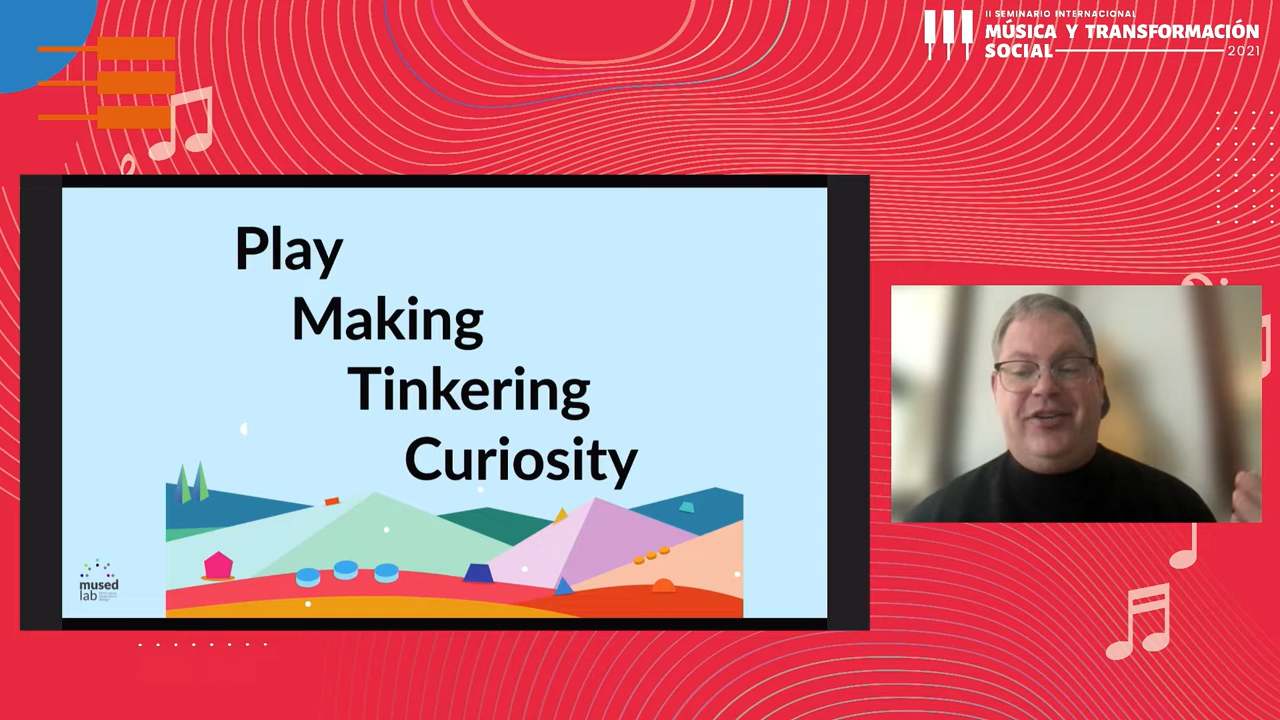 II SEMINARIO INTERNACIONAL
MÚSICA Y TRANSFORMACIÓN
SOCIAL
2021
Play
Making
Tinkering
Curiosity
mused
lab